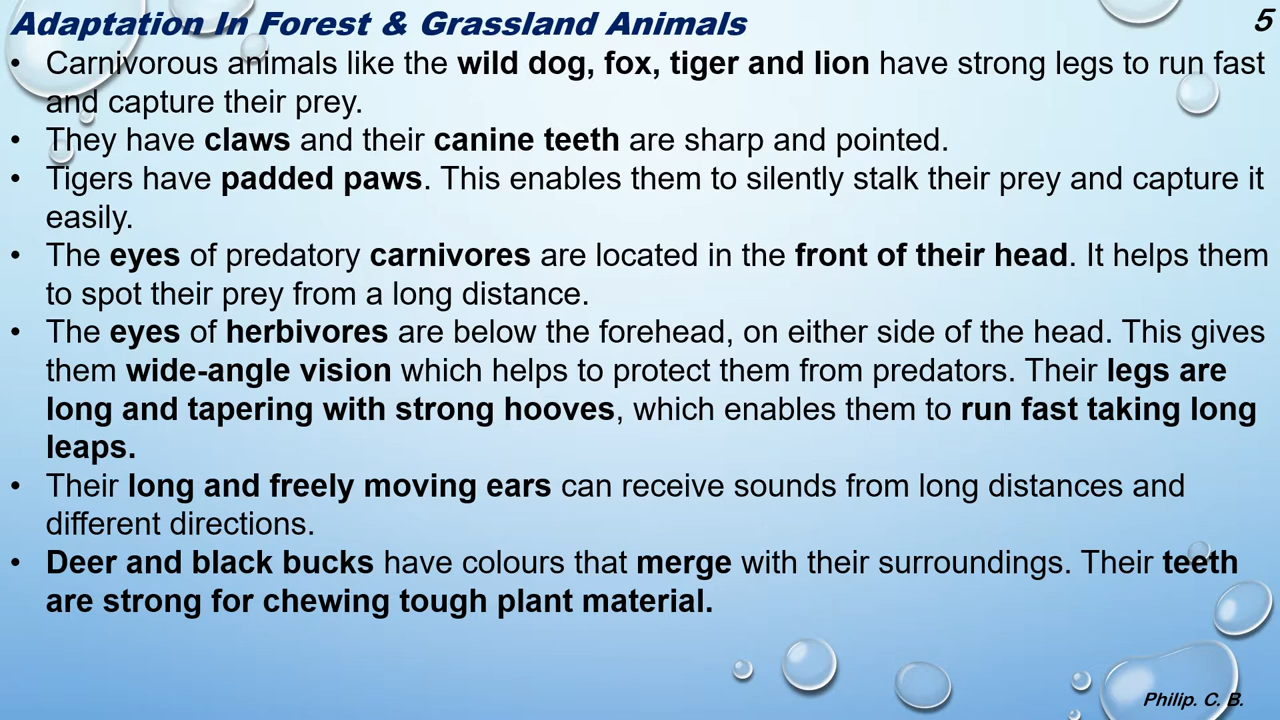 Adaptation In Forest & Grassland Animals
5
• Carnivorous animals like the wild dog, fox, tiger and lion have strong legs to run fast
and capture their prey.
• They have claws and their canine teeth are sharp and pointed.
• Tigers have padded paws. This enables them to silently stalk their prey and capture it
easily.
• The eyes of predatory carnivores are located in the front of their head. It helps them
to spot their prey from a long distance.
• The eyes of herbivores are below the forehead, on either side of the head. This gives
them wide-angle vision which helps to protect them from predators. Their legs are
long and tapering with strong hooves, which enables them to run fast taking long
leaps.
• Their long and freely moving ears can receive sounds from long distances and
different directions.
• Deer and black bucks have colours that merge with their surroundings. Their teeth
are strong for chewing tough plant material.
Philip. C. B.